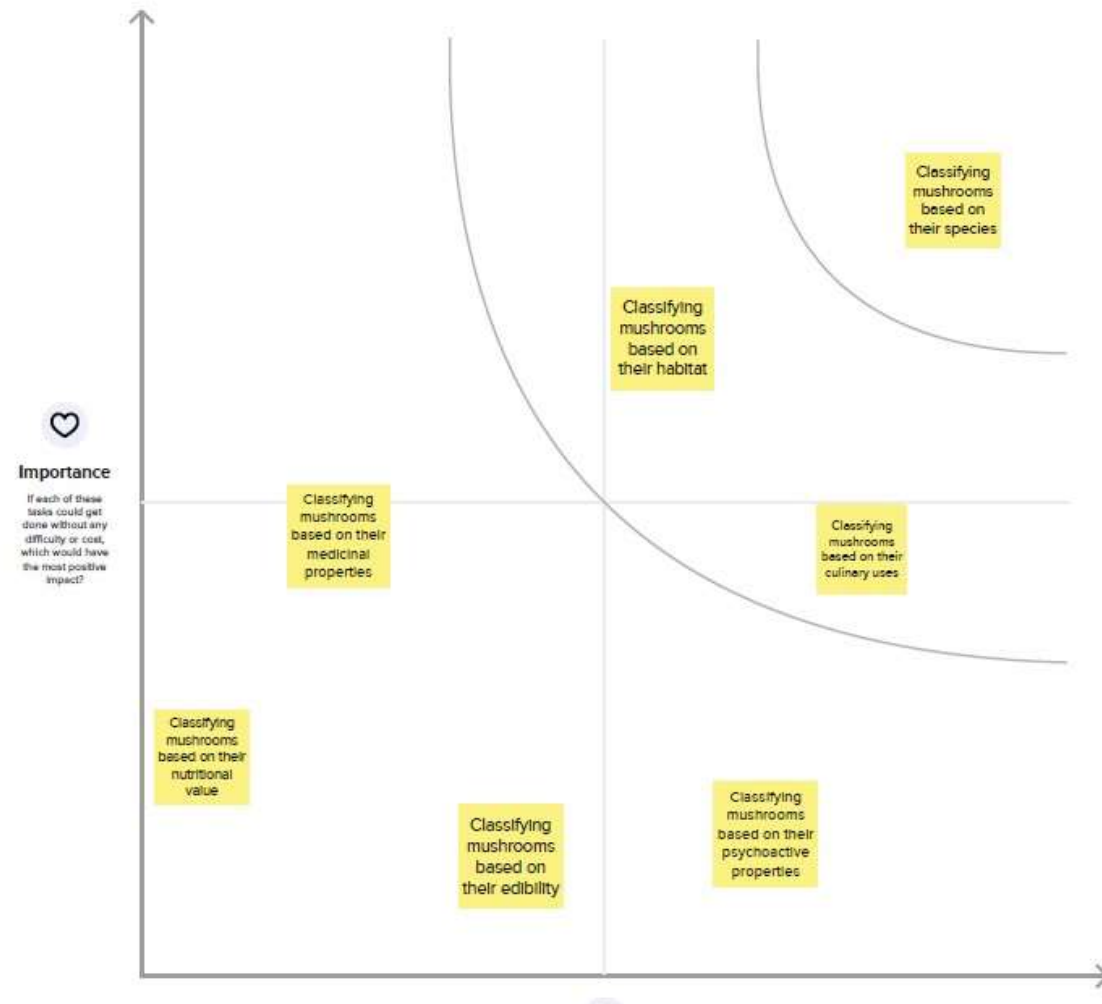 Classifying
mushrooms
based on
their species
Classifying
mushrooms
based on
their habitat
Importance
If each of these
tasks could get
done without any
difficulty or cost,
which would have
the most positive
impact?
Classifying
mushrooms
based on their
medicinal
properties
Classifying
mushrooms
based on their
culinary uses
Classifying
mushrooms
based on their
nutritional
value
Classifying
mushrooms
based on
their edibility
Classifying
mushrooms
based on their
psychoactive
properties